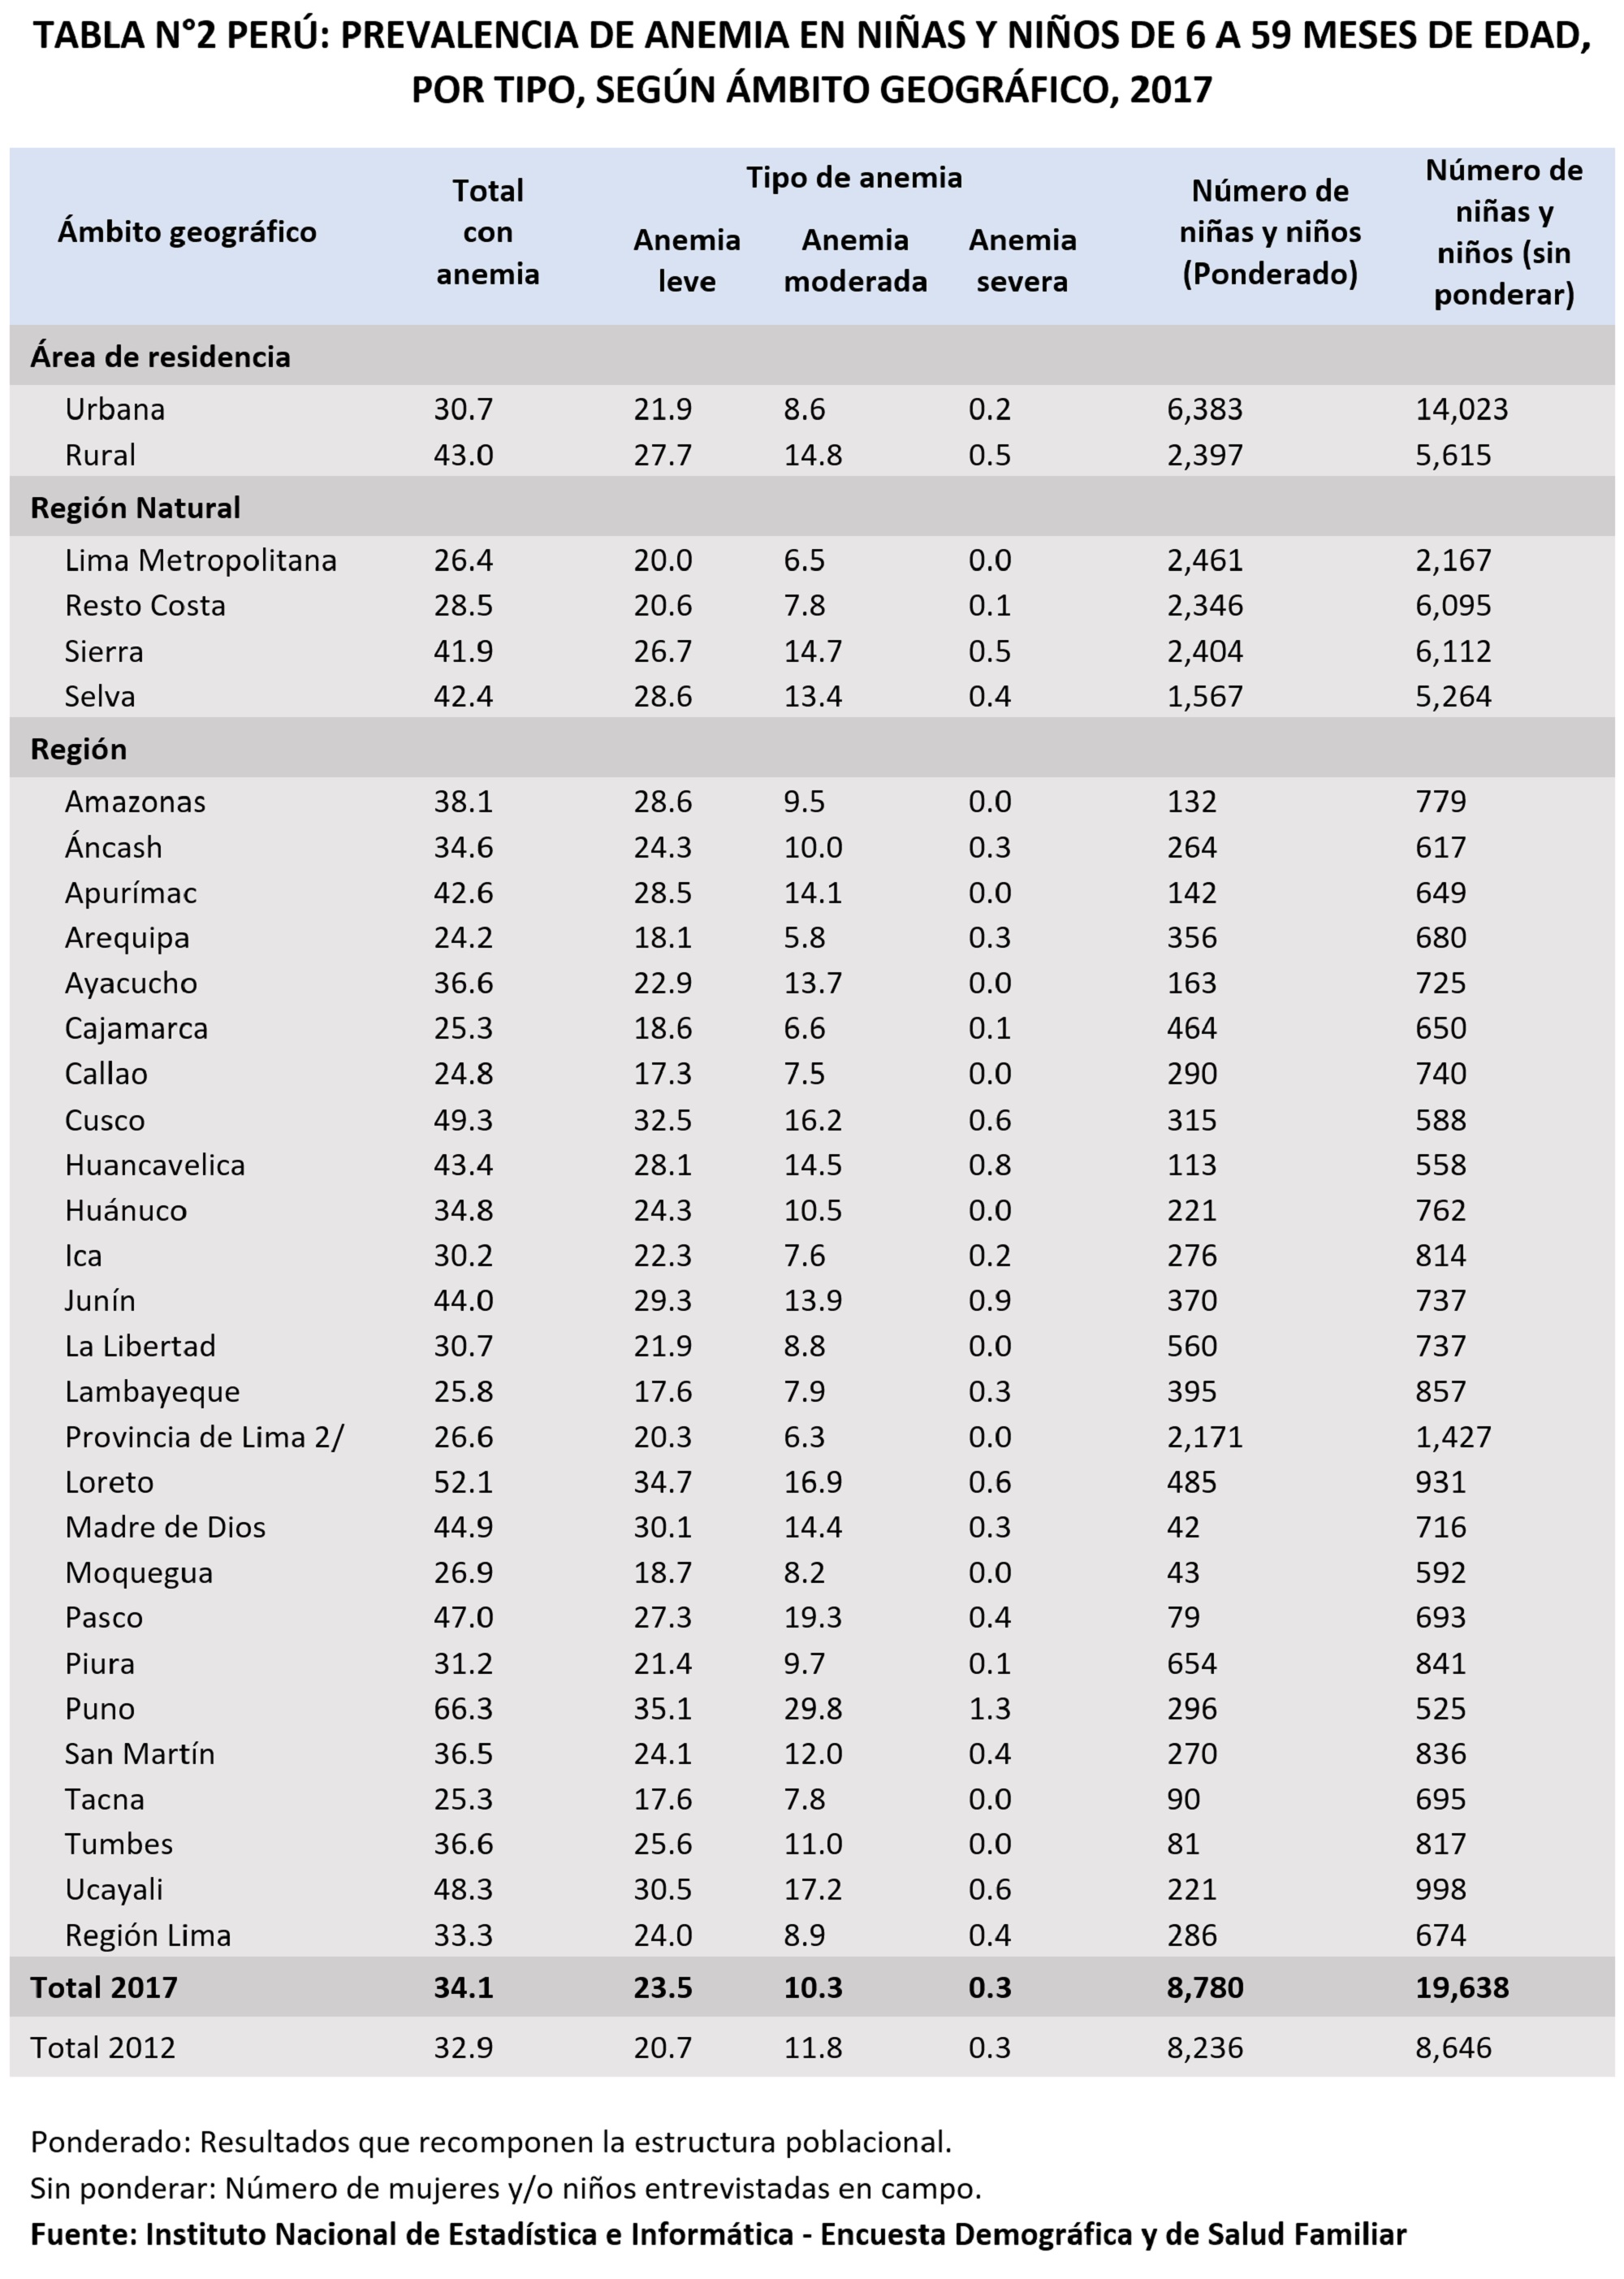 TABLA N°2 PERÚ: PREVALENCIA DE ANEMIA EN NIÑAS Y NIÑOS DE 6 A 59 MESES DE EDAD,
POR TIPO, SEGÚN ÁMBITO GEOGRÁFICO, 2017
Ámbito geográfico
Total
con
anemia
Tipo de anemia
Anemia
leve
Anemia
moderada
Anemia
severa
Número de
niñas y niños
(Ponderado)
Número de
niñas y
niños (sin
ponderar)
Área de residencia
Urbana 30.7 21.9 8.6 0.2 6,383 14,023
Rural 43.0 27.7 14.8 0.5 2,397 5,615
Región Natural
Lima Metropolitana 26.4 20.0 6.5 0.0 2,461 2,167
Resto Costa 28.5 20.6 7.8 0.1 2,346 6,095
Sierra 41.9 26.7 14.7 0.5 2,404 6,112
Selva 42.4 28.6 13.4 0.4 1,567 5,264
Región
Amazonas 38.1 28.6 9.5 0.0 132 779
Áncash 34.6 24.3 10.0 0.3 264 617
Apurímac 42.6 28.5 14.1 0.0 142 649
Arequipa 24.2 18.1 5.8 0.3 356 680
Ayacucho 36.6 22.9 13.7 0.0 163 725
Cajamarca 25.3 18.6 6.6 0.1 464 650
Callao 24.8 17.3 7.5 0.0 290 740
Cusco 49.3 32.5 16.2 0.6 315 588
Huancavelica 43.4 28.1 14.5 0.8 113 558
Huánuco 34.8 24.3 10.5 0.0 221 762
Ica 30.2 22.3 7.6 0.2 276 814
Junín 44.0 29.3 13.9 0.9 370 737
La Libertad 30.7 21.9 8.8 0.0 560 737
Lambayeque 25.8 17.6 7.9 0.3 395 857
Provincia de Lima 2/ 26.6 20.3 6.3 0.0 2,171 1,427
Loreto 52.1 34.7 16.9 0.6 485 931
Madre de Dios 44.9 30.1 14.4 0.3 42 716
Moquegua 26.9 18.7 8.2 0.0 43 592
Pasco 47.0 27.3 19.3 0.4 79 693
Piura 31.2 21.4 9.7 0.1 654 841
Puno 66.3 35.1 29.8 1.3 296 525
San Martín 36.5 24.1 12.0 0.4 270 836
Tacna 25.3 17.6 7.8 0.0 90 695
Tumbes 36.6 25.6 11.0 0.0 81 817
Ucayali 48.3 30.5 17.2 0.6 221 998
Región Lima 33.3 24.0 8.9 0.4 286 674
Total 2017 34.1 23.5 10.3 0.3 8,780 19,638
Total 2012 32.9 20.7 11.8 0.3 8,236 8,646
Ponderado: Resultados que recomponen la estructura poblacional.
Sin ponderar: Número de mujeres y/o niños entrevistadas en campo.
Fuente: Instituto Nacional de Estadística e Informática - Encuesta Demográfica y de Salud Familiar